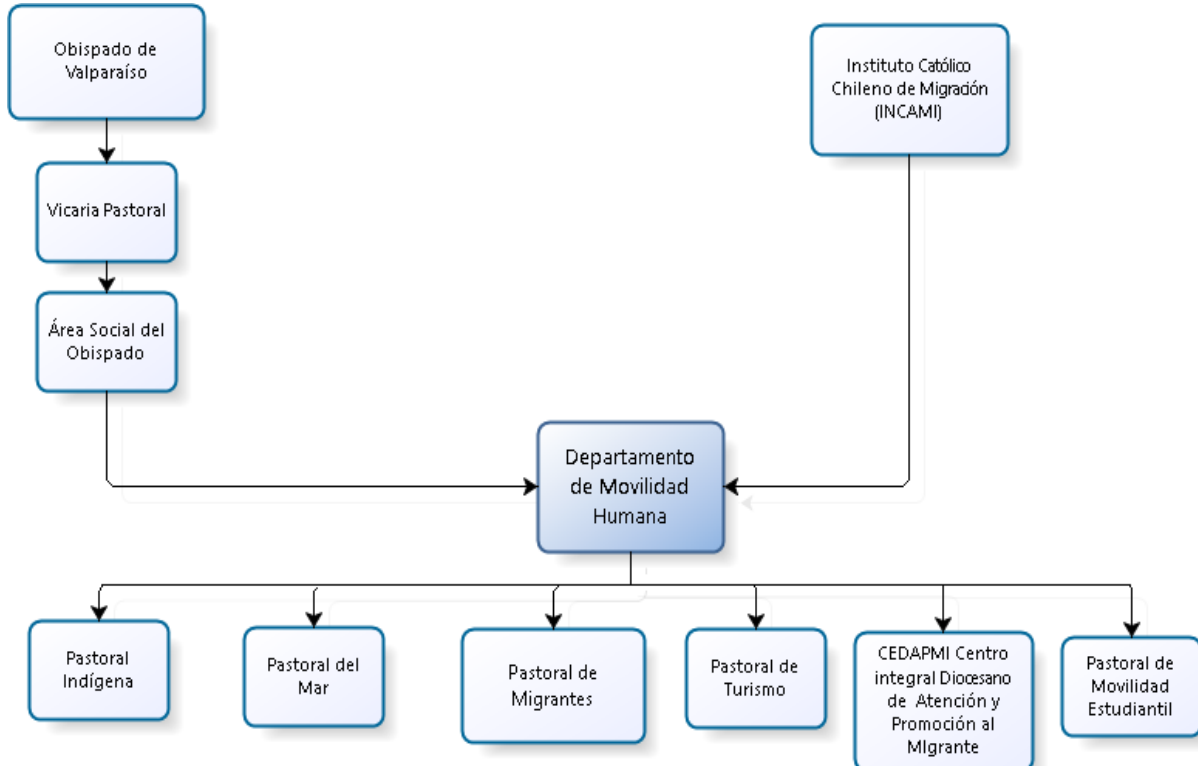 Obispado de
Valparaíso
Instituto Católico
Chileno de Migración
(INCAMI)
Vicaria Pastoral
Área Social del
Obispado
Departamento
de Movilidad
Humana
Pastoral
Indígena
Pastoral del
Mar
Pastoral de
Migrantes
Pastoral de
Turismo
CEDAPMI Centro
integral Diocesano
de Atención y
Promoción al
MIgrante
Pastoral de
Movilidad
Estudiantil